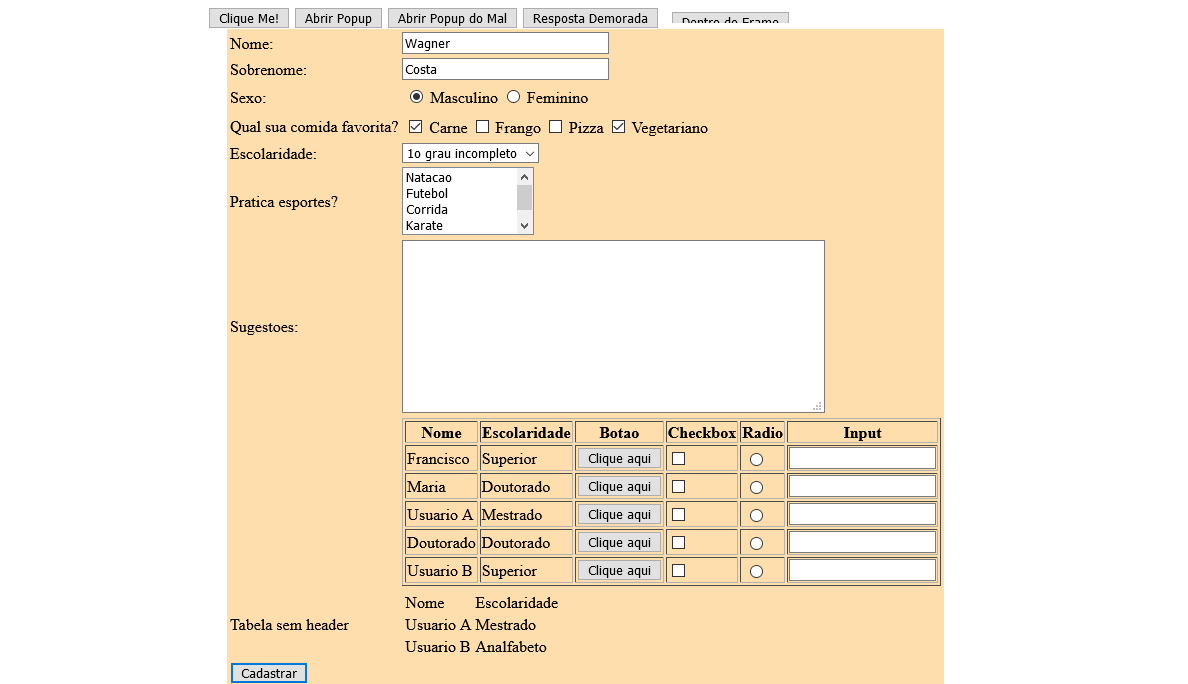 Clique Me! Abrir Popup Abrir Popup do Mal Resposta Demorada Dentro do Frame
Nome: Wagner
Sobrenome: Costa
Sexo: Masculino Feminino
Qual sua comida favorita? Carne Frango Pizza Vegetariano
Escolaridade: 1o grau incompleto
Natacao
Futebol
Pratica esportes?
Corrida
Karate
Sugestoes:
Nome Escolaridade Botao Checkbox Radio Input
Francisco Superior Clique aqui
Maria Doutorado Clique aqui
Usuario A Mestrado Clique aqui
Doutorado Doutorado Clique aqui
Usuario B Superior Clique aqui
Nome Escolaridade
Tabela sem header Usuario A Mestrado
Usuario B Analfabeto
Cadastrar